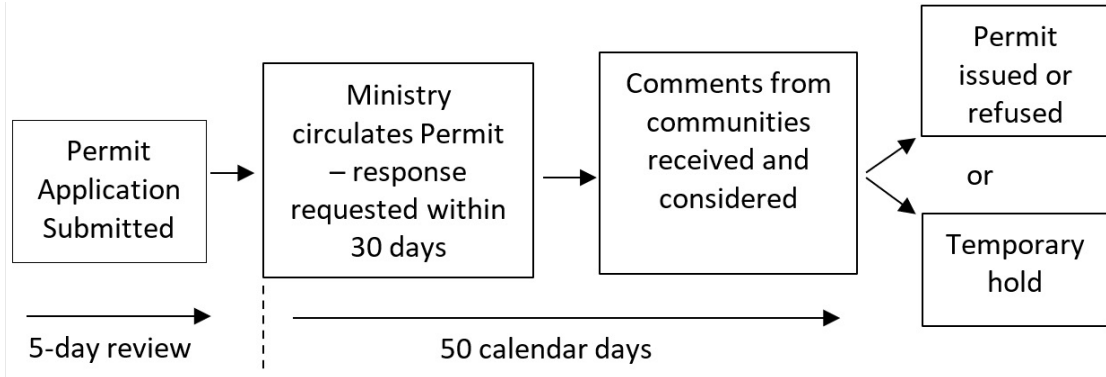 Permit
Application
Submitted
Ministry
circulates Permit
– response
requested within
30 days
Comments from
communities
received and
considered
Permit
issued or
refused
or
Temporary
hold
5-day review
50 calendar days